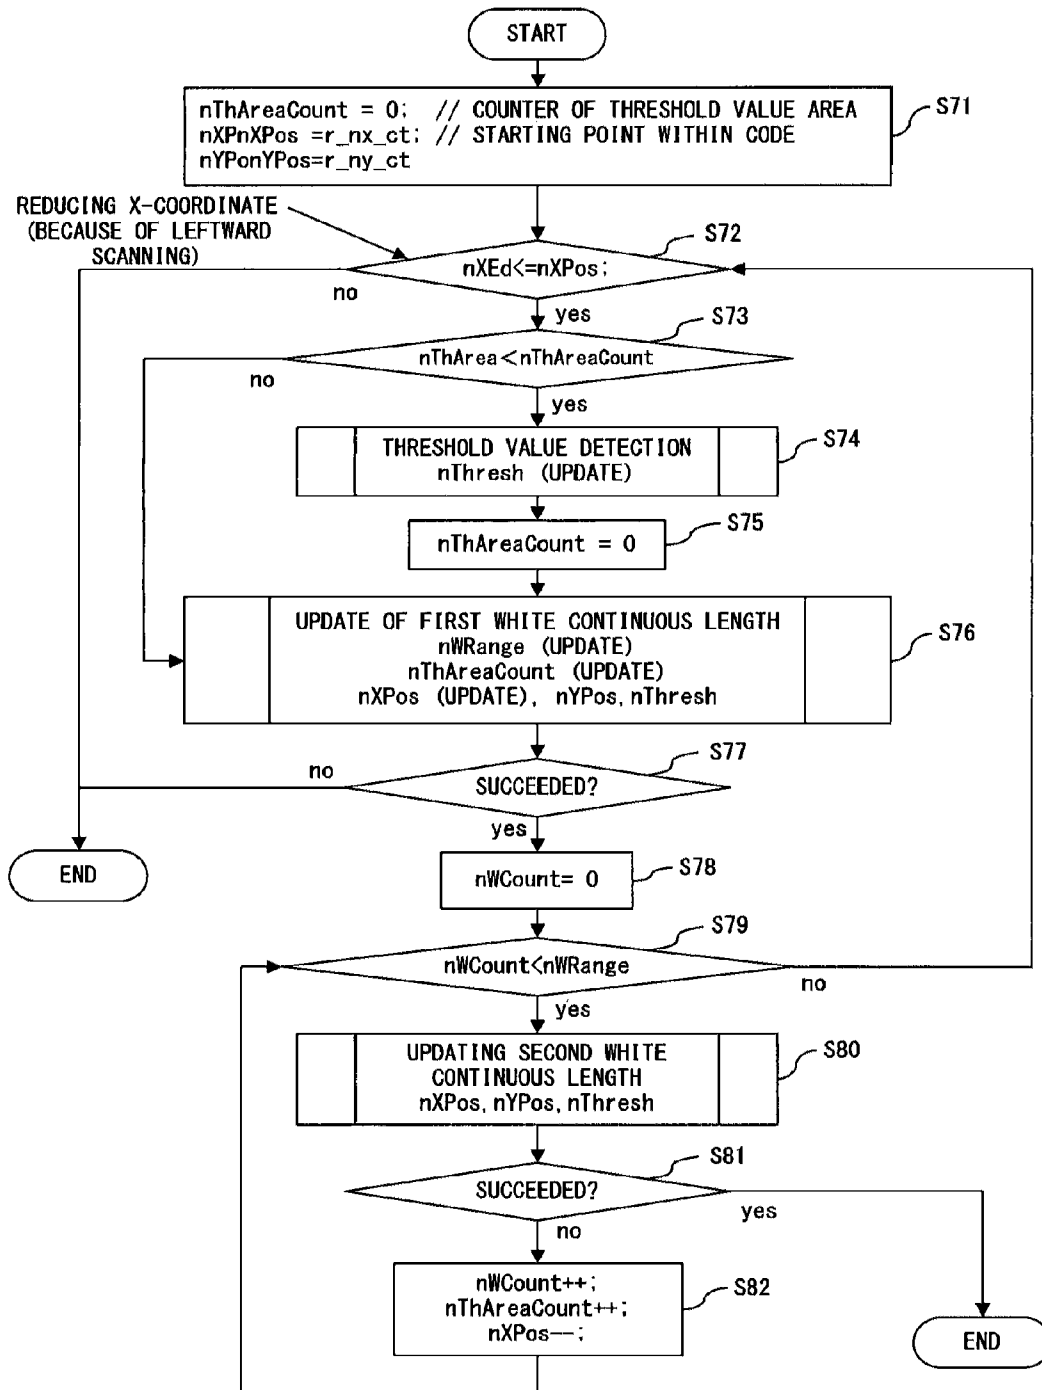 START
nThAreaCount = 0;  // COUNTER OF THRESHOLD VALUE AREA
nXPnXPos =r_nx_ct; // STARTING POINT WITHIN CODE
nYPonYPos=r_ny_ct
S71
REDUCING X-COORDINATE
(BECAUSE OF LEFTWARD
SCANNING)
S72
nXEd<=nXPos;
no
yes
S73
nThArea<nThAreaCount
no
yes
S74
THRESHOLD VALUE DETECTION
nThresh (UPDATE)
S75
nThAreaCount = 0
UPDATE OF FIRST WHITE CONTINUOUS LENGTH
nWRange (UPDATE)
nThAreaCount (UPDATE)
nXPos (UPDATE), nYPos,nThresh
S76
S77
no
SUCCEEDED?
yes
END
nWCount= 0
S78
S79
nWCount<nWRange
no
yes
UPDATING SECOND WHITE
CONTINUOUS LENGTH
nXPos,nYPos,nThresh
S80
S81
SUCCEEDED?
yes
no
nWCount++;
nThAreaCount++;
nXPos--;
S82
END